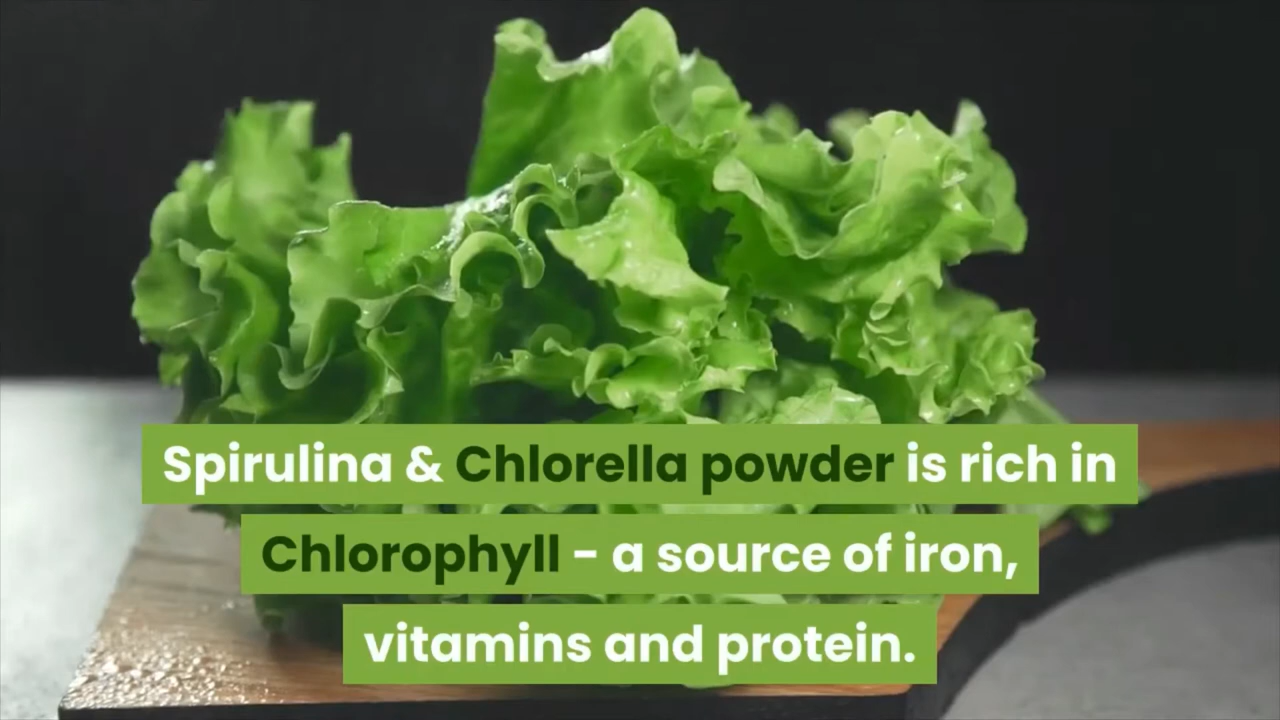 Spirulina & Chlorella powder is rich in
Chlorophyll - a source of iron,
vitamins and protein.